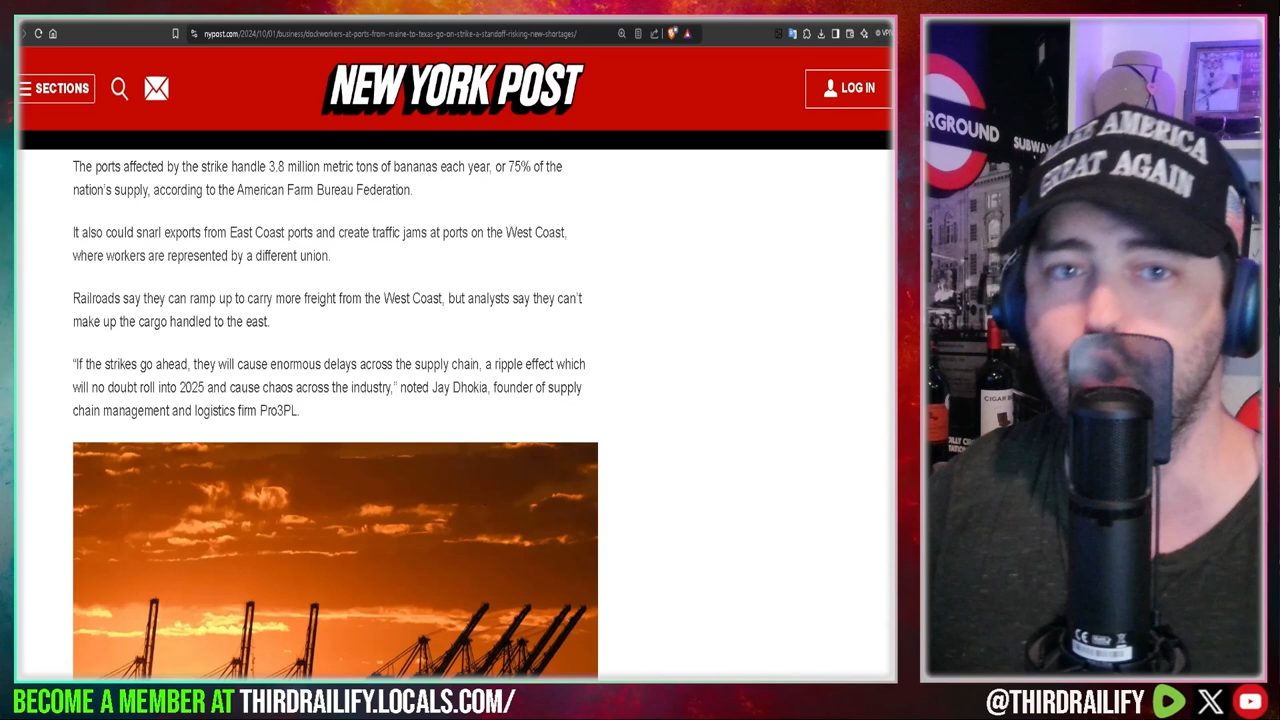 nypost.com/2024/10/01/business/dockworkers-at-ports-from-maine-to-texas-go-on-strike-a-standoff-risking-new-shortages/
VPN
SECTIONS
NEW YORK POST
LOG IN
The ports affected by the strike handle 3.8 million metric tons of bananas each year, or 75% of the
nation's supply, according to the American Farm Bureau Federation.
It also could snarl exports from East Coast ports and create traffic jams at ports on the West Coast,
where workers are represented by a different union.
Railroads say they can ramp up to carry more freight from the West Coast, but analysts say they can't
make up the cargo handled to the east.
“If the strikes go ahead, they will cause enormous delays across the supply chain, a ripple effect which
will no doubt roll into 2025 and cause chaos across the industry,” noted Jay Dhokia, founder of supply
chain management and logistics firm Pro3PL.
RGROUND
SUBWAY
AMERICA
GREAT AGAIN
CIGAR
CE
BECOME A MEMBER AT THIRDRAILIFY.LOCALS.COM/
@THIRDRAILIFY